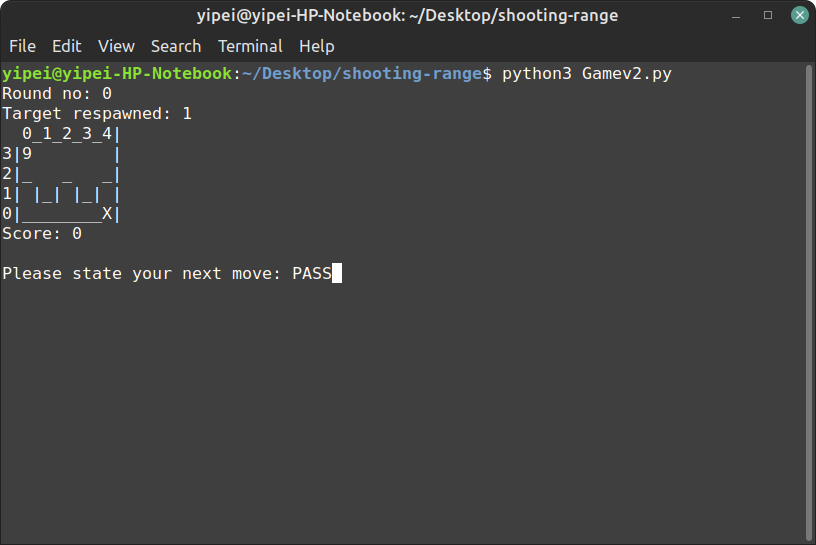 yipei@yipei-HP-Notebook: ~/Desktop/shooting-range
File Edit View Search Terminal Help
yipei@yipei-HP-Notebook:~/Desktop/shooting-range$ python3 Gamev2.py
Round no: 0
Target respawned: 1
  0_1_2_3_4|
3|9        |
2|_   _   _|
1| |_| |_| |
0|________X|
Score: 0

Please state your next move: PASS